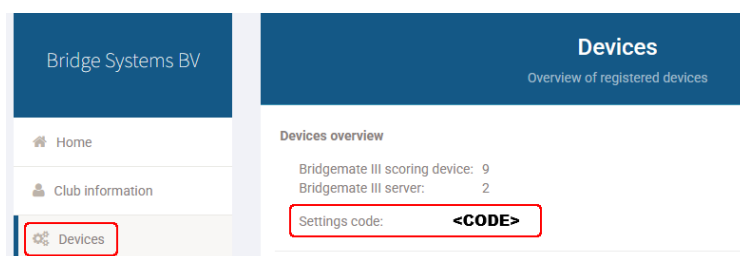 Bridge Systems BV
Home
Club information
Devices
Devices
Overview of registered devices
Devices overview
Bridgemate III scoring device: 9
Bridgemate III server: 2
Settings code: <CODE>